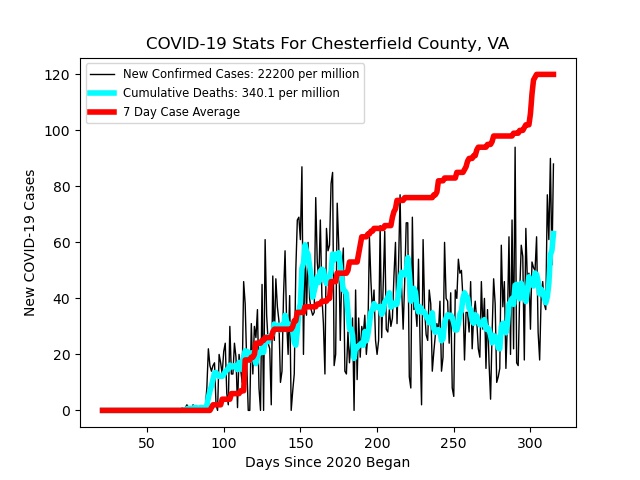 COVID-19 Stats For Chesterfield County, VA
New Confirmed Cases: 22200 per million
Cumulative Deaths: 340.1 per million
7 Day Case Average
New COVID-19 Cases
120
100
80
60
40
20
0
50 100 150 200 250 300
Days Since 2020 Began